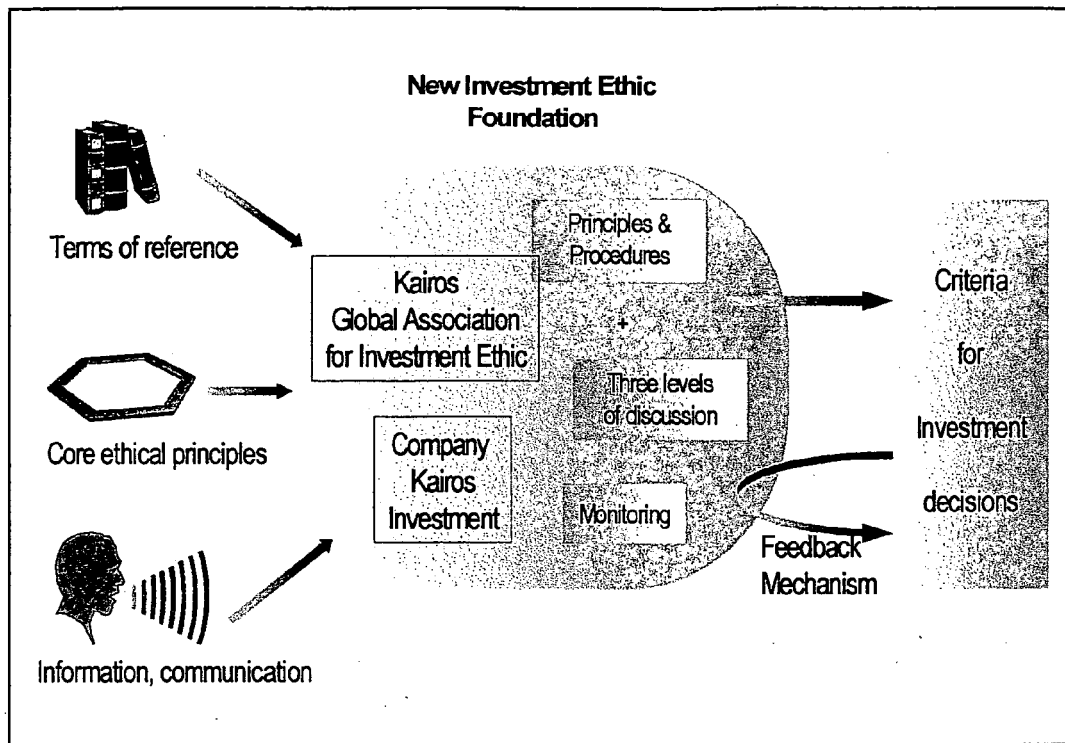 New Investment Ethic
Foundation
Terms of reference
Core ethical principles
Information, communication
Kairos
Global Association
for Investment Ethic
Company
Kairos
Investment
Principles &
Procedures
+
Three levels
of discussion
Monitoring
Feedback
Mechanism
Criteria
for
Investment
decisions